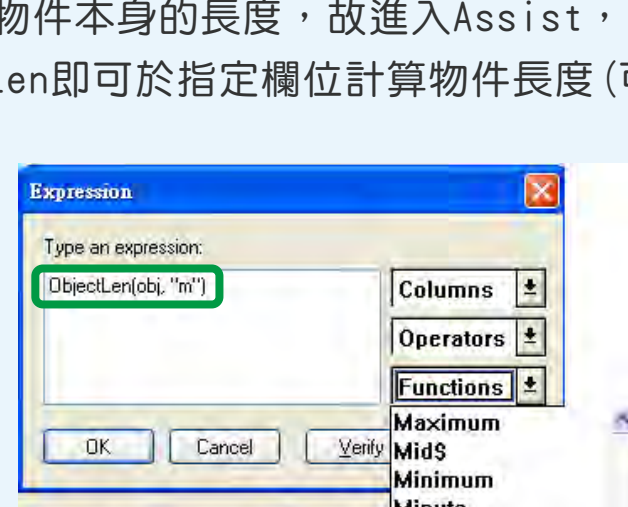 物件本身的長度，故進入Assist，
Len即可於指定欄位計算物件長度(可
Expression
Type an expression:
ObjectLen(obj, "m")
Columns
Operators
Functions
Maximum
OK Cancel Verify Mid$
Minimum
Minute